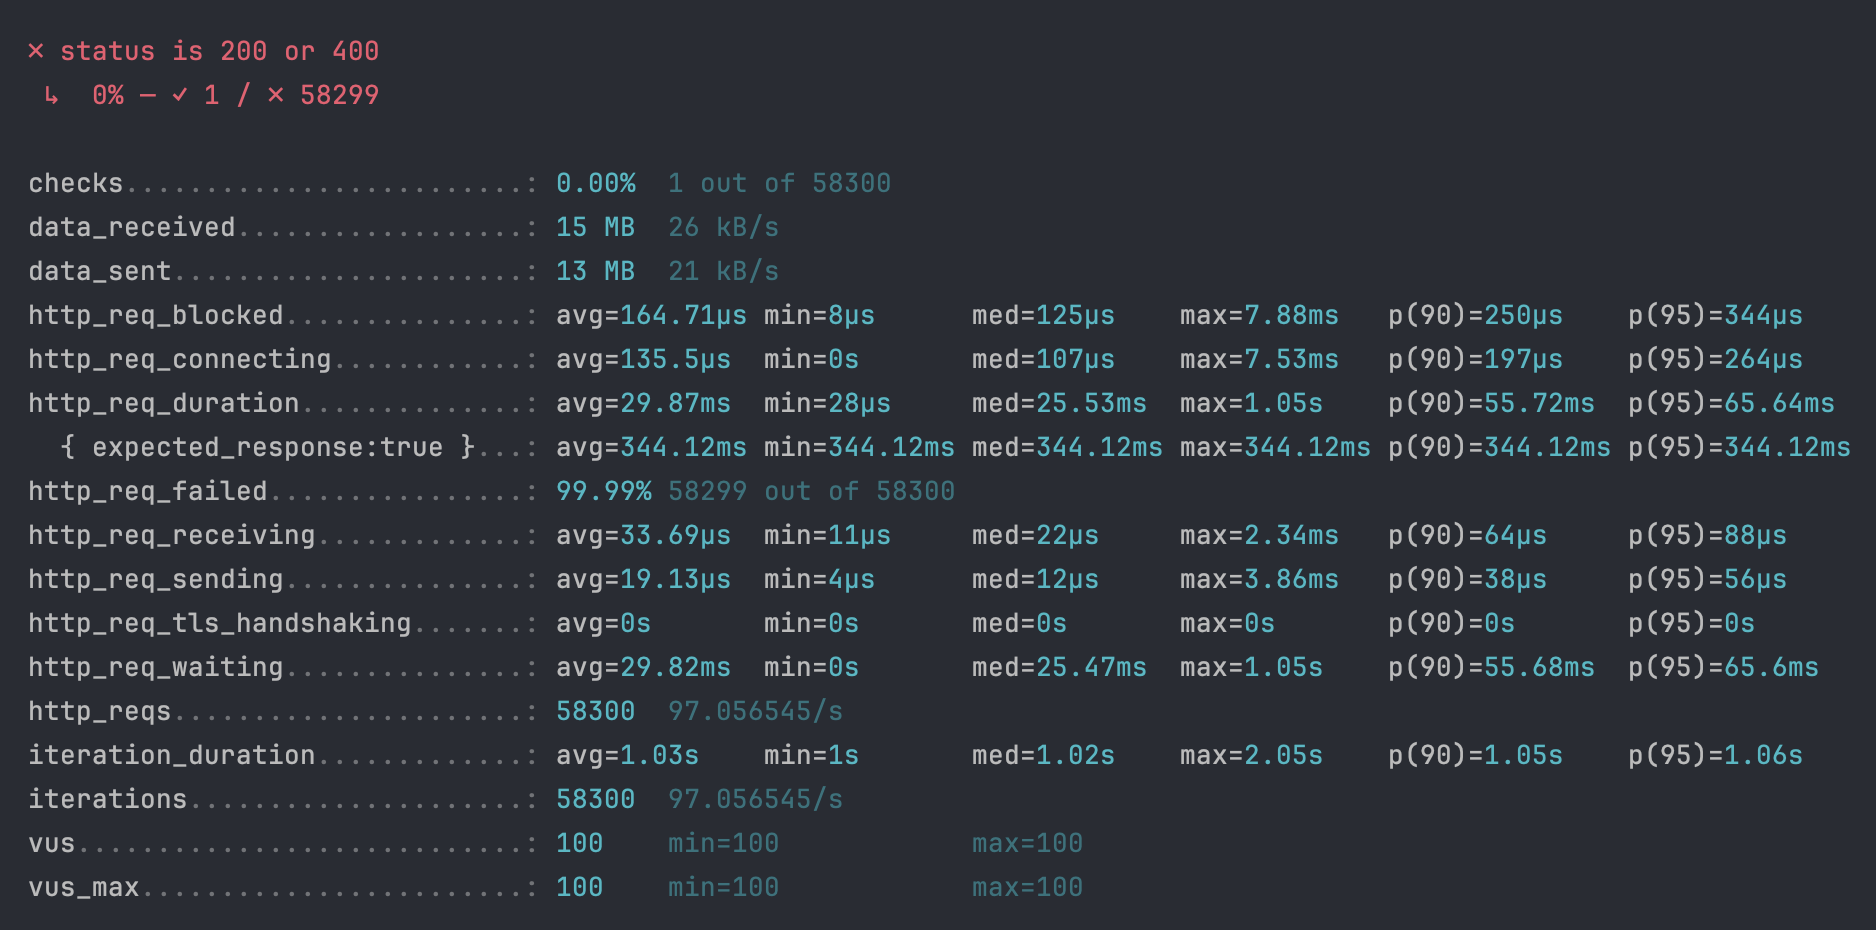 ✗ status is 200 or 400
↳  0% — ✓ 1 / ✗ 58299
checks.........................: 0.00%  1 out of 58300
data_received..................: 15 MB  26 kB/s
data_sent......................: 13 MB  21 kB/s
http_req_blocked...............: avg=164.71µs min=8µs      med=125µs    max=7.88ms   p(90)=250µs    p(95)=344µs
http_req_connecting............: avg=135.5µs  min=0s       med=107µs    max=7.53ms   p(90)=197µs    p(95)=264µs
http_req_duration..............: avg=29.87ms  min=28µs     med=25.53ms  max=1.05s    p(90)=55.72ms  p(95)=65.64ms
{ expected_response:true }...: avg=344.12ms min=344.12ms med=344.12ms max=344.12ms p(90)=344.12ms p(95)=344.12ms
http_req_failed................: 99.99% 58299 out of 58300
http_req_receiving.............: avg=33.69µs  min=11µs     med=22µs     max=2.34ms   p(90)=64µs     p(95)=88µs
http_req_sending...............: avg=19.13µs  min=4µs      med=12µs     max=3.86ms   p(90)=38µs     p(95)=56µs
http_req_tls_handshaking.......: avg=0s       min=0s       med=0s       max=0s       p(90)=0s       p(95)=0s
http_req_waiting...............: avg=29.82ms  min=0s       med=25.47ms  max=1.05s    p(90)=55.68ms  p(95)=65.6ms
http_reqs......................: 58300  97.056545/s
iteration_duration.............: avg=1.03s    min=1s       med=1.02s    max=2.05s    p(90)=1.05s    p(95)=1.06s
iterations.....................: 58300  97.056545/s
vus............................: 100    min=100            max=100
vus_max........................: 100    min=100            max=100